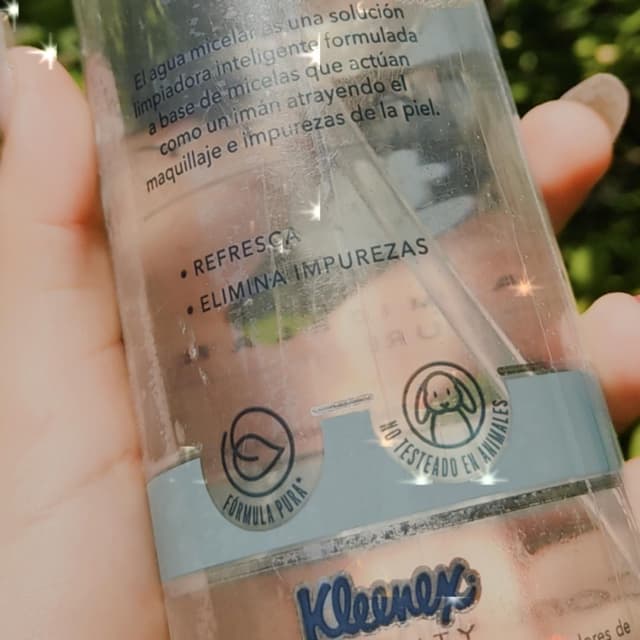 El agua micelar es una solución
limpiadora inteligente formulada
a base de micelas que actúan
como un imán atrayendo el
maquillaje e impurezas de la piel.
• REFRESCA
• ELIMINA IMPUREZAS
NO TESTEADO EN ANIMALES
FÓRMULA PURA*
Kleenex